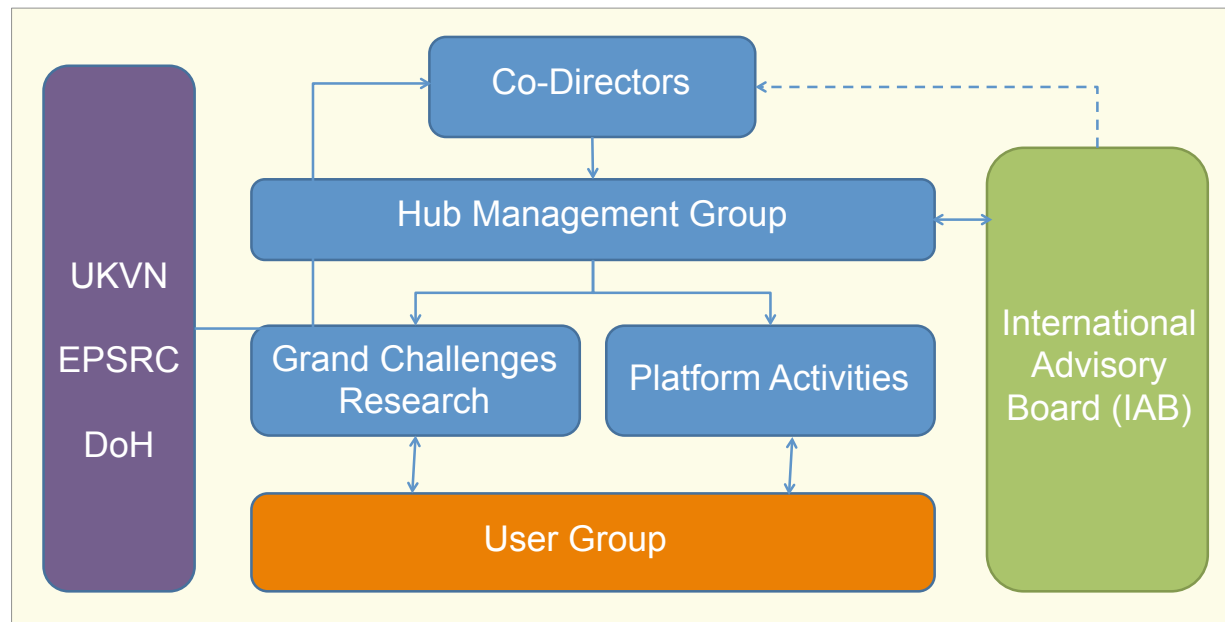 Co-Directors
Hub Management Group
UKVN
EPSRC
DoH
Grand Challenges
Research
Platform Activities
International
Advisory
Board (IAB)
User Group